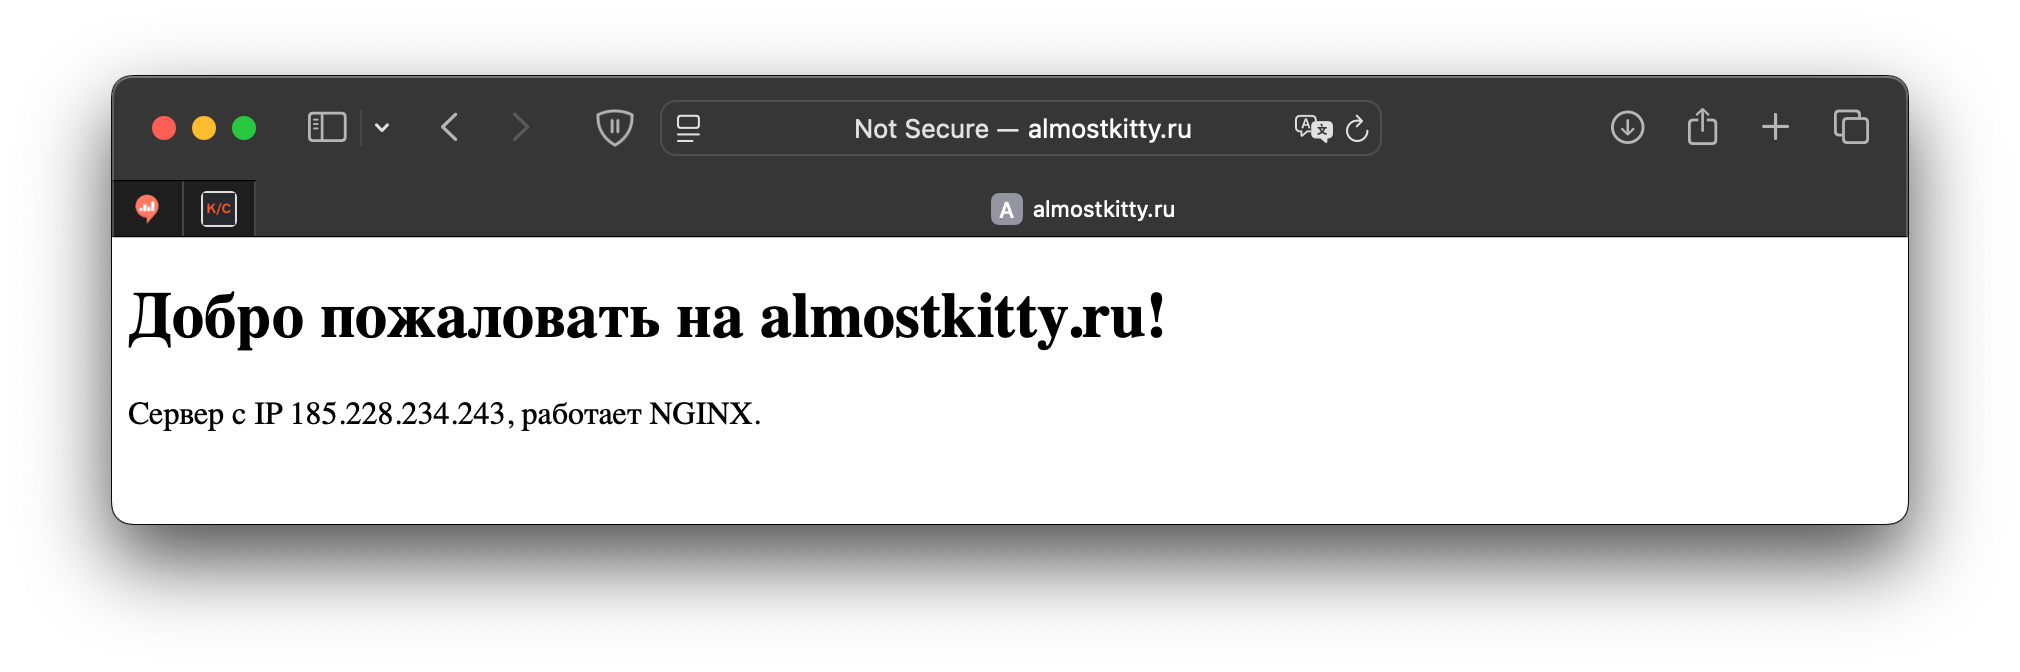 Not Secure — almostkitty.ru
K/C
A almostkitty.ru
Добро пожаловать на almostkitty.ru!
Сервер с IP 185.228.234.243, работает NGINX.